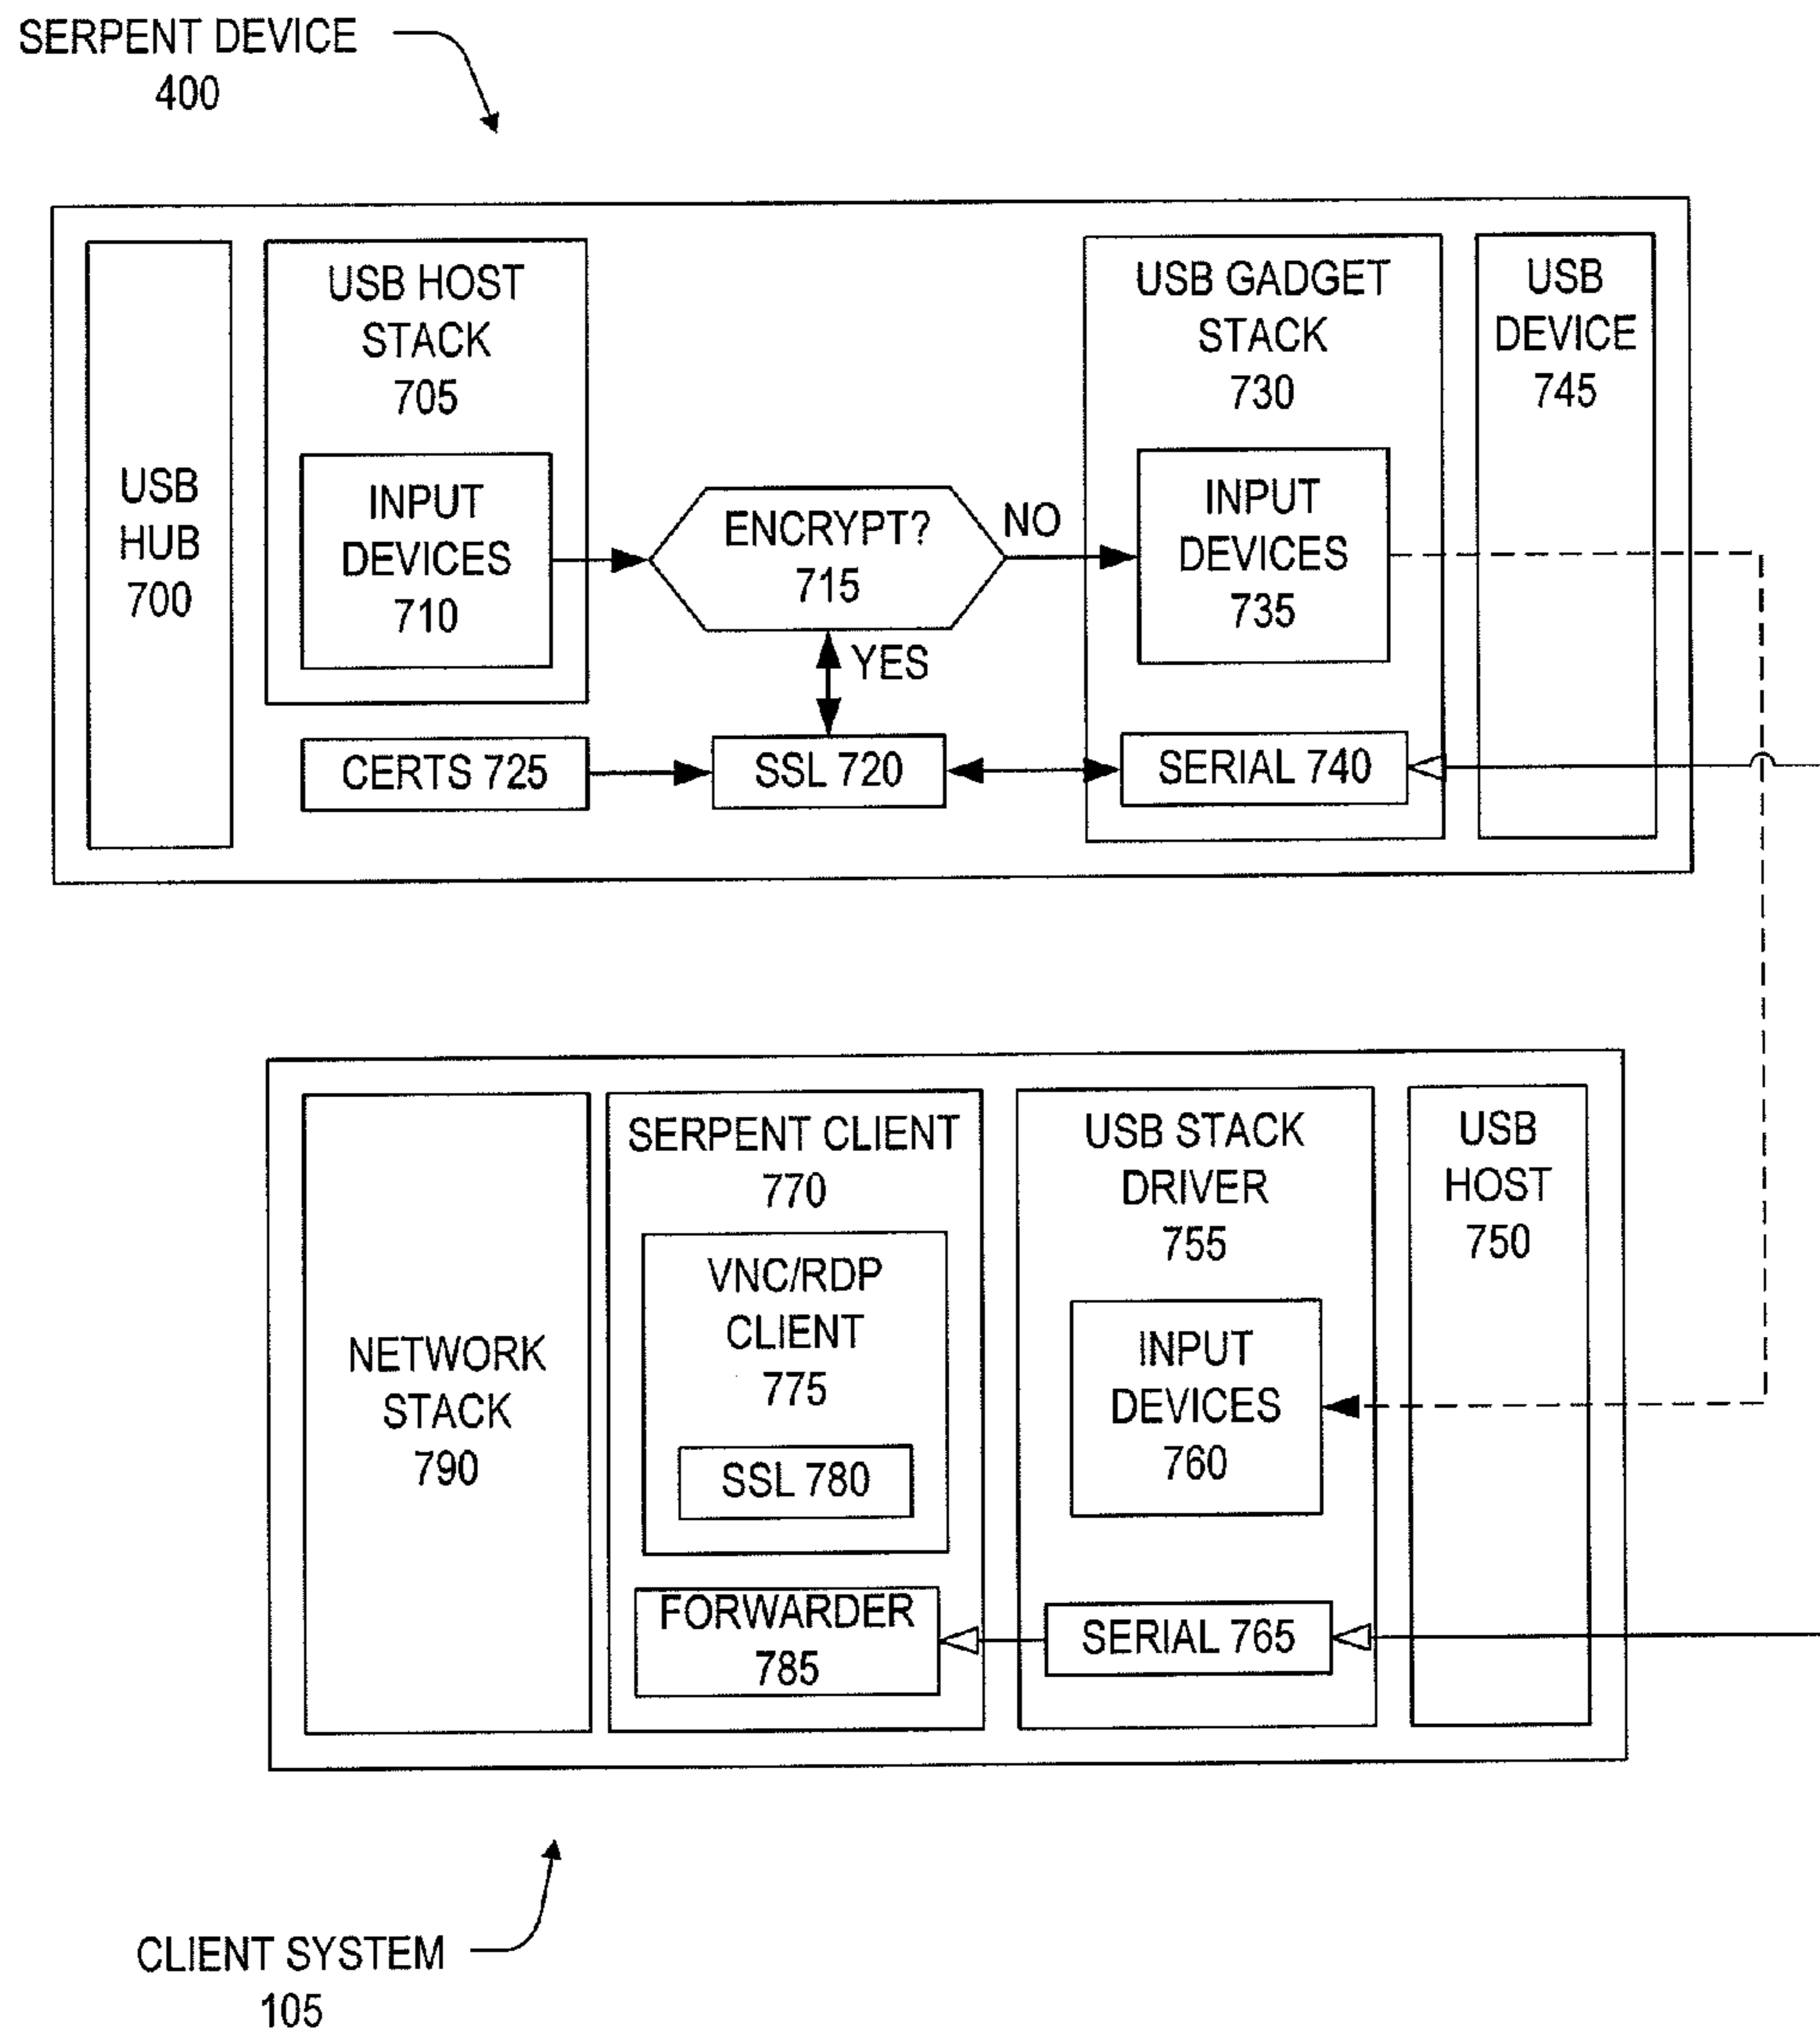 SERPENT DEVICE
400
USB
HUB
700
USB HOST
STACK
705
INPUT
DEVICES
710
ENCRYPT?
715
NO
YES
CERTS 725
SSL 720
USB GADGET
STACK
730
INPUT
DEVICES
735
SERIAL 740
USB
DEVICE
745
NETWORK
STACK
790
SERPENT CLIENT
770
VNC/RDP
CLIENT
775
SSL 780
FORWARDER
785
USB STACK
DRIVER
755
INPUT
DEVICES
760
SERIAL 765
USB
HOST
750
CLIENT SYSTEM
105